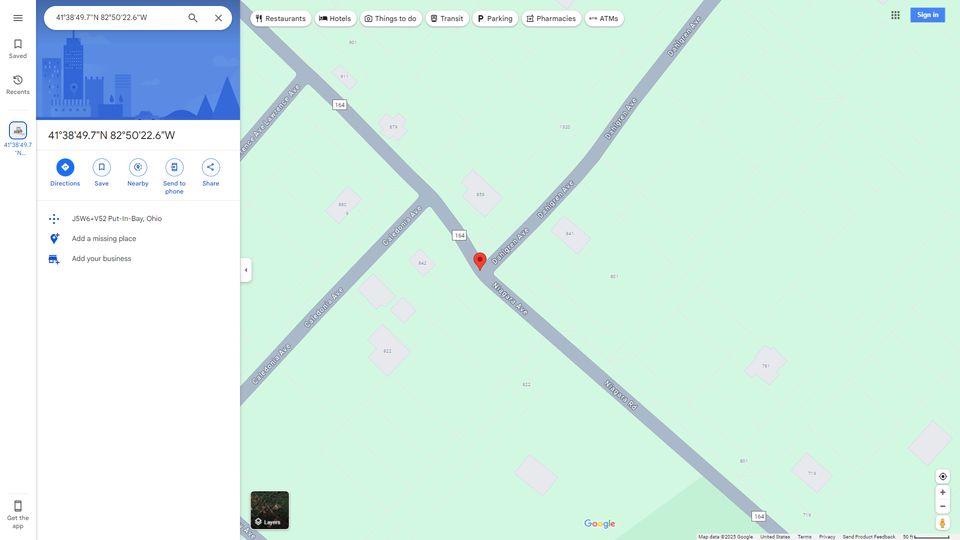 41°38'49.7"N 82°50'22.6"W
Restaurants
Hotels
Things to do
Transit
Parking
Pharmacies
ATMs
Sign in
Saved
Recents
41°38'49.7
"N...
Get the
app
41°38'49.7"N 82°50'22.6"W
Directions
Save
Nearby
Send to
phone
Share
J5W6+V52 Put-In-Bay, Ohio
Add a missing place
Add your business
Layers
801
911
164
879
Lawrence Ave
1320
Dahlgren Ave
Dahlgren Ave
Dahlgren Ave
Dahlgren Ave
859
882
Caledonia Ave
164
841
842
801
Niagara Ave
Caledonia Ave
Caledonia Ave
822
822
761
Niagara Rd
801
719
164
719
Google
Map data ©2025 Google
United States
Terms
Privacy
Send Product Feedback
50 ft